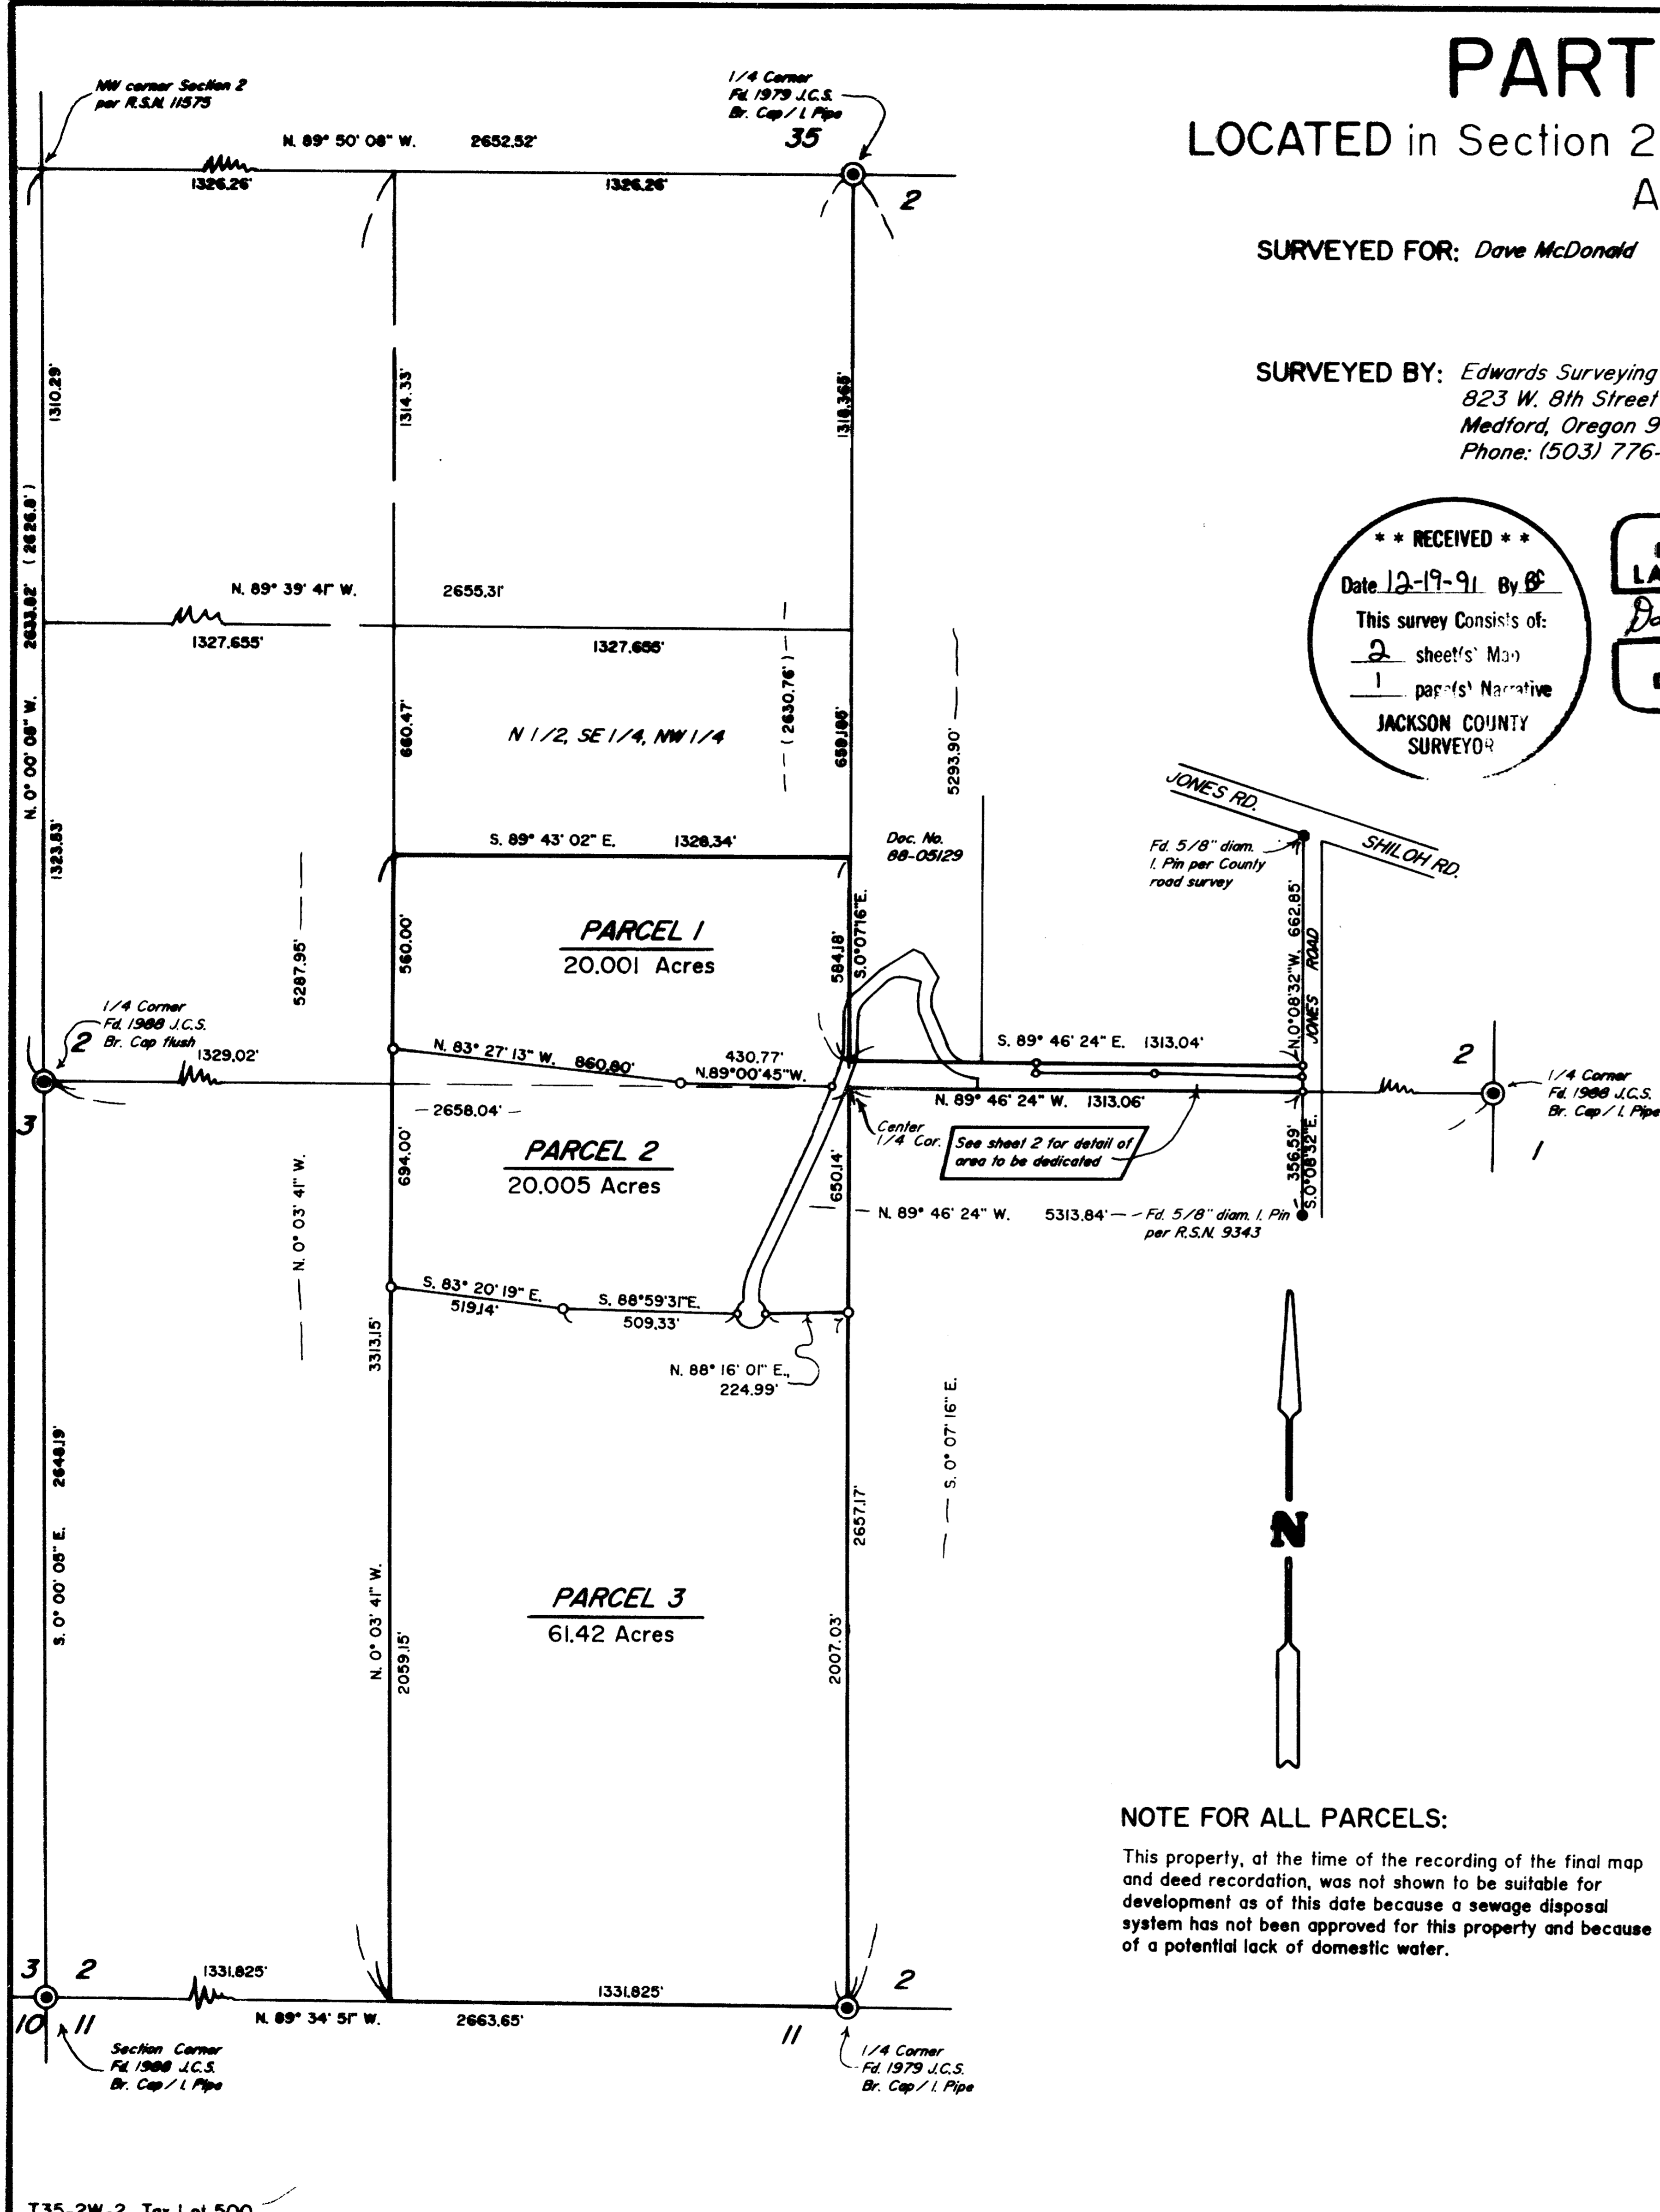 PART
LOCATED in Section 2
A
SURVEYED FOR: Dave McDonald
SURVEYED BY: Edwards Surveying
823 W. 8th Street
Medford, Oregon 9
Phone: (503) 776-
* * RECEIVED * *
Date 12-19-91 By
This survey Consists of:
2 sheet(s) Map
1 page(s) Narrative
JACKSON COUNTY
SURVEYOR
LA
NW corner Section 2
per R.S.N. 11575
1/4 Corner
Fd. 1979 J.C.S.
Br. Cap / I. Pipe
35
2
N. 89° 50' 08" W. 2652.52'
1326.26'
1326.26'
1310.29'
1314.33'
N. 0° 00' 05" W. 2633.82' (2626.8')
N. 89° 39' 41" W. 2655.31'
1327.655'
1327.655'
(2630.76')
660.47'
N 1/2, SE 1/4, NW 1/4
5293.90'
1323.53'
S. 89° 43' 02" E. 1328.34'
Doc. No.
88-05129
JONES RD.
SHILOH RD.
Fd. 5/8" diam.
I. Pin per County
road survey
N. 0°08'32" W. 662.85'
JONES ROAD
5287.95'
560.00'
PARCEL 1
20.001 Acres
584.18'
S. 0°07'16" E.
1/4 Corner
Fd. 1988 J.C.S.
Br. Cap flush
2
3
1329.02'
N. 83° 27' 13" W. 860.80'
430.77'
N. 89°00'45" W.
S. 89° 46' 24" E. 1313.04'
N. 89° 46' 24" W. 1313.06'
2
1
1/4 Corner
Fd. 1988 J.C.S.
Br. Cap / I. Pipe
2658.04'
Center
1/4 Cor.
See sheet 2 for detail of
area to be dedicated
356.59'
S. 0°08'32" E.
694.00'
PARCEL 2
20.005 Acres
650.14'
N. 89° 46' 24" W. 5313.84'
Fd. 5/8" diam. I. Pin
per R.S.N. 9343
N. 0° 03' 41" W.
S. 83° 20' 19" E.
519.14'
S. 88°59'31" E.
509.33'
N. 88° 16' 01" E.,
224.99'
3313.15'
S. 0° 07' 16" E.
S. 0° 00' 05" E. 2648.19'
2657.17'
N
PARCEL 3
61.42 Acres
N. 0° 03' 41" W.
2059.15'
2007.03'
NOTE FOR ALL PARCELS:
This property, at the time of the recording of the final map
and deed recordation, was not shown to be suitable for
development as of this date because a sewage disposal
system has not been approved for this property and because
of a potential lack of domestic water.
3 2
10 11
1331.825'
1331.825'
2
11
N. 89° 34' 51" W. 2663.65'
Section Corner
Fd. 1988 J.C.S.
Br. Cap / I. Pipe
1/4 Corner
Fd. 1979 J.C.S.
Br. Cap / I. Pipe
T35-2W-2 Tax Lot 500